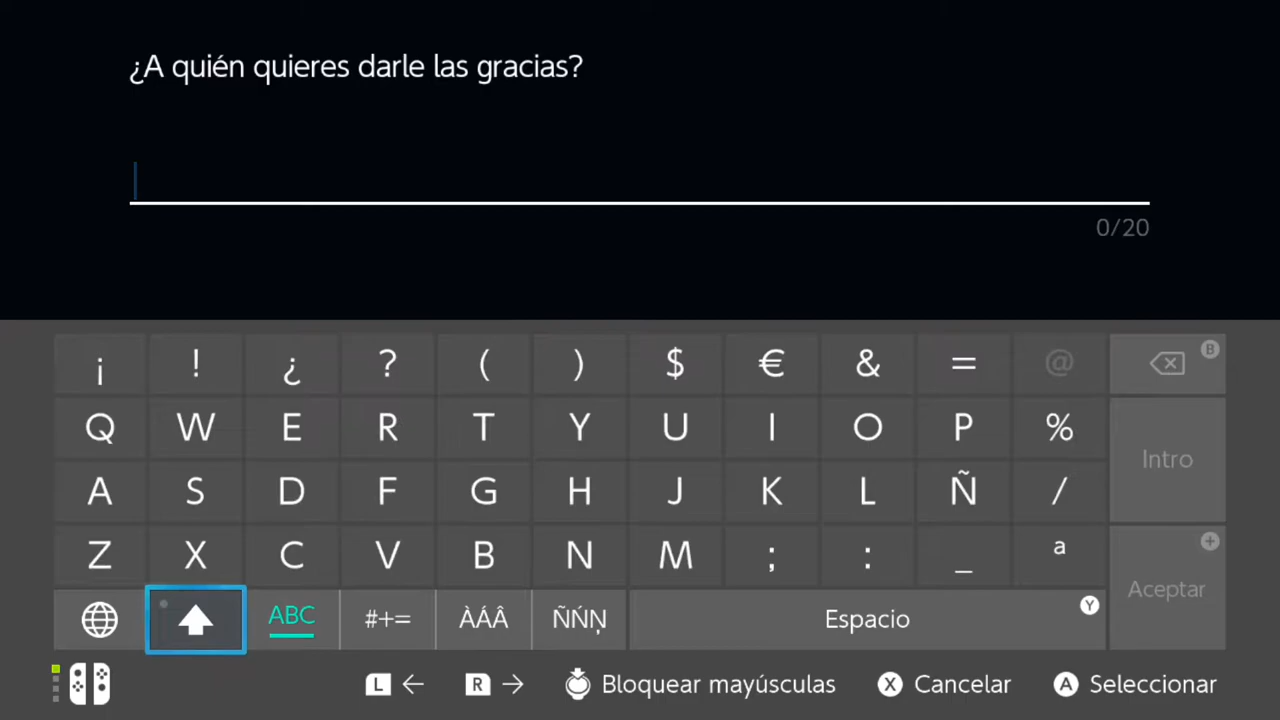 ¿A quién quieres darle las gracias?
0/20
¡ ! ¿ ? ( ) $ € & = @ B
Q W E R T Y U I O P %
A S D F G H J K L Ñ / Intro
Z X C V B N M ; : _ ª +
ABC #+= ÀÁÂ ÑŃŅ Espacio Y Aceptar
L ← R → Bloquear mayúsculas X Cancelar A Seleccionar